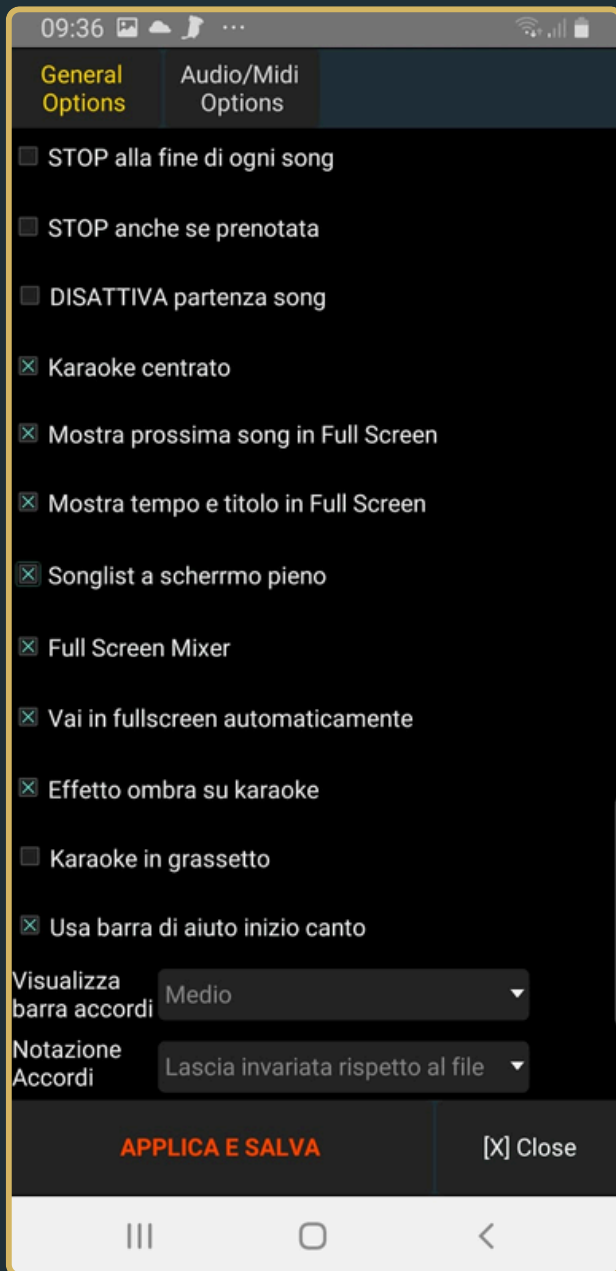 09:36
General
Options
Audio/Midi
Options
STOP alla fine di ogni song
STOP anche se prenotata
DISATTIVA partenza song
Karaoke centrato
Mostra prossima song in Full Screen
Mostra tempo e titolo in Full Screen
Songlist a scherrmo pieno
Full Screen Mixer
Vai in fullscreen automaticamente
Effetto ombra su karaoke
Karaoke in grassetto
Usa barra di aiuto inizio canto
Visualizza
barra accordi
Medio
Notazione
Accordi
Lascia invariata rispetto al file
APPLICA E SALVA
[X] Close